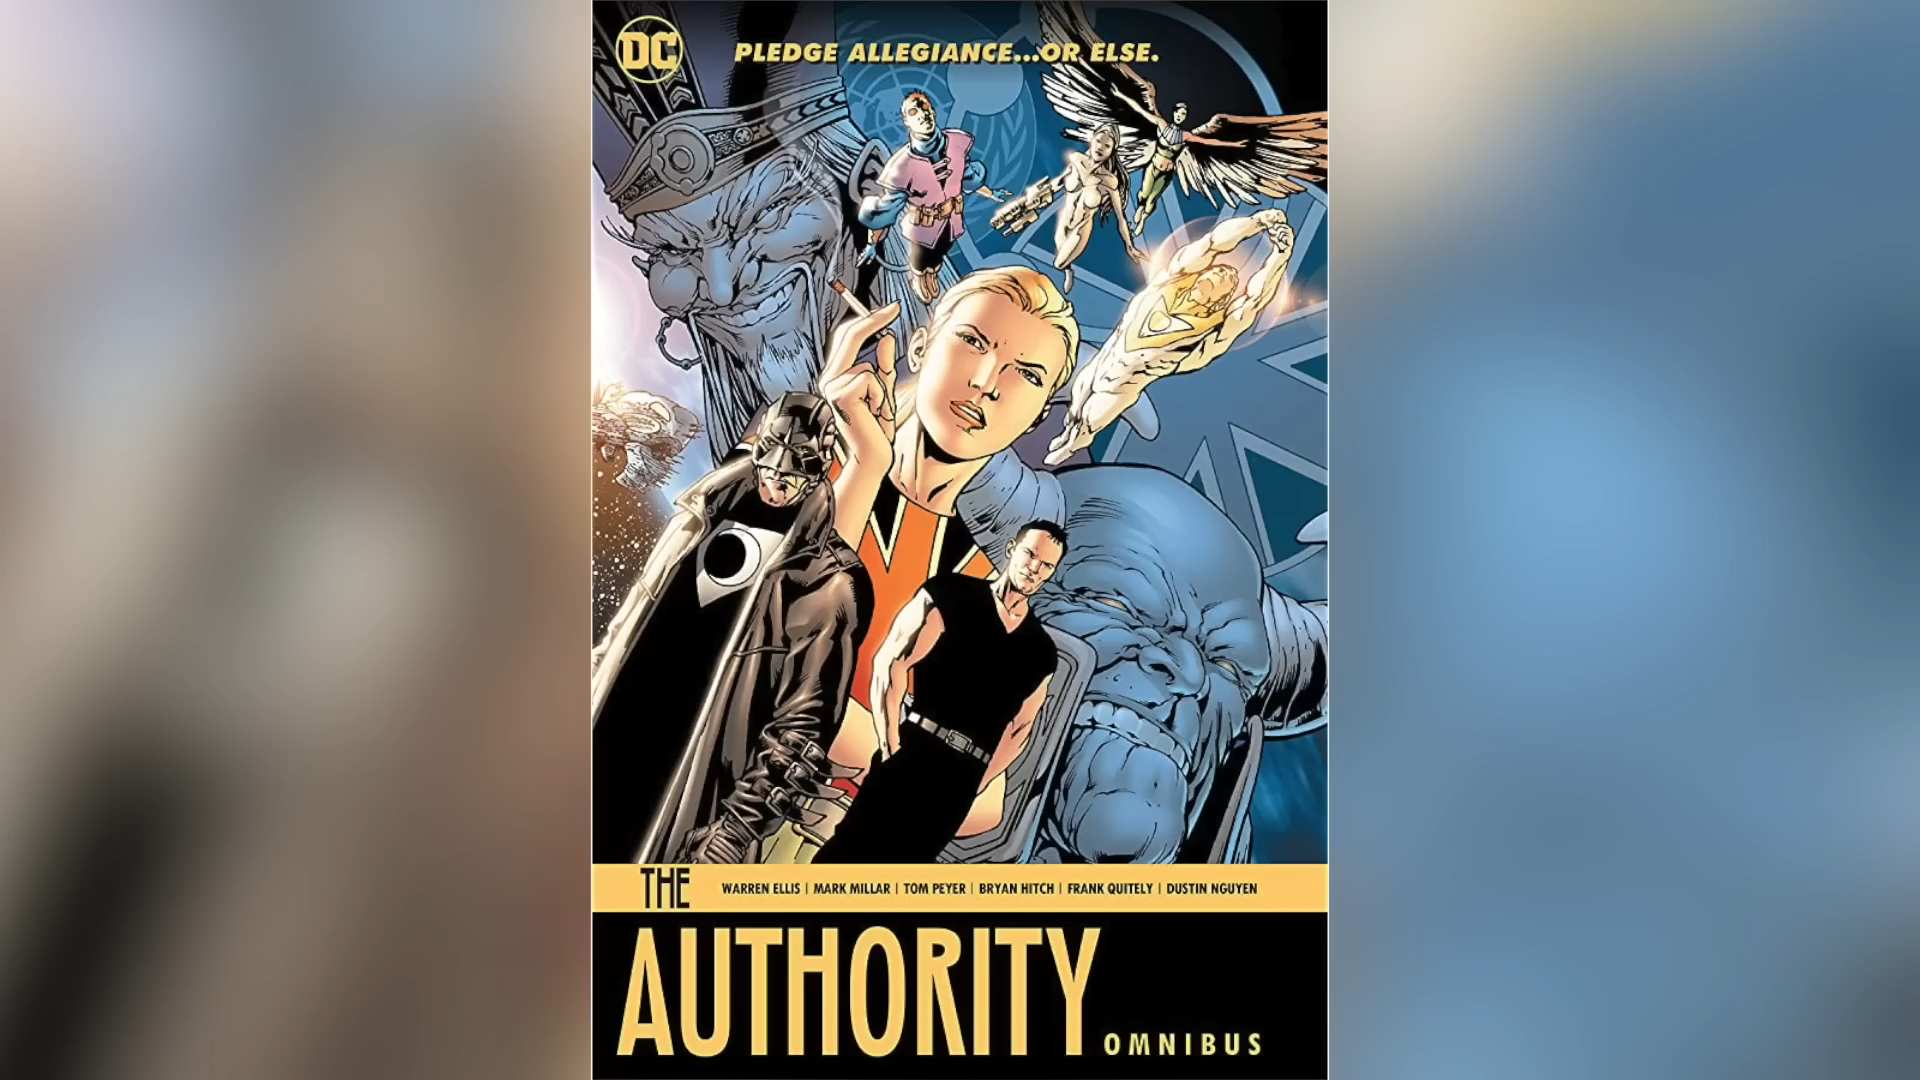 DC
PLEDGE ALLEGIANCE...OR ELSE.
THE
WARREN ELLIS | MARK MILLAR | TOM PEYER | BRYAN HITCH | FRANK QUITELY | DUSTIN NGUYEN
AUTHORITY
OMNIBUS